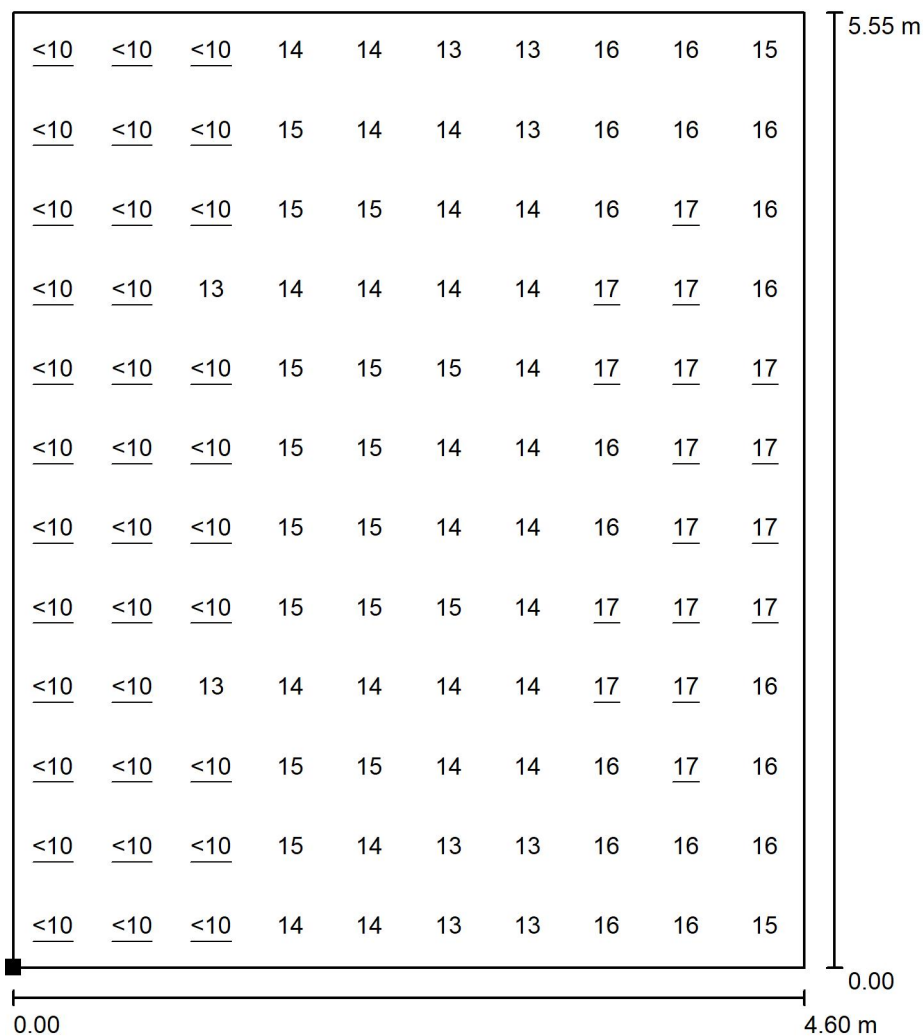 <10 <10 <10 14 14 13 13 16 16 15
5.55 m
<10 <10 <10 15 14 14 13 16 16 16
<10 <10 <10 15 15 14 14 16 17 16
<10 <10 13 14 14 14 14 17 17 16
<10 <10 <10 15 15 15 14 17 17 17
<10 <10 <10 15 15 14 14 16 17 17
<10 <10 <10 15 15 14 14 16 17 17
<10 <10 <10 15 15 15 14 17 17 17
<10 <10 13 14 14 14 14 17 17 16
<10 <10 <10 15 15 14 14 16 17 16
<10 <10 <10 15 14 13 13 16 16 16
<10 <10 <10 14 14 13 13 16 16 15
0.00
0.00 4.60 m